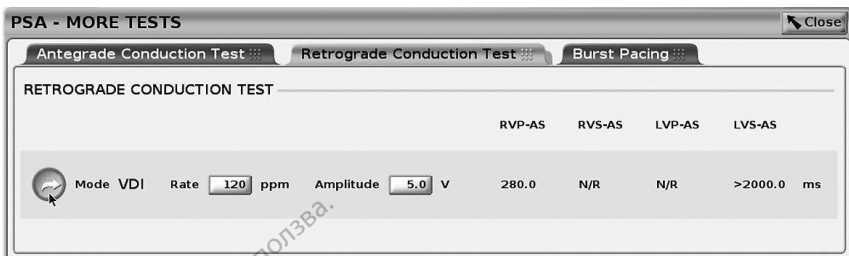 PSA - MORE TESTS
Close
Antegrade Conduction Test Retrograde Conduction Test Burst Pacing
RETROGRADE CONDUCTION TEST
RVP-AS RVS-AS LVP-AS LVS-AS
Mode VDI Rate 120 ppm Amplitude 5.0 V 280.0 N/R N/R >2000.0 ms